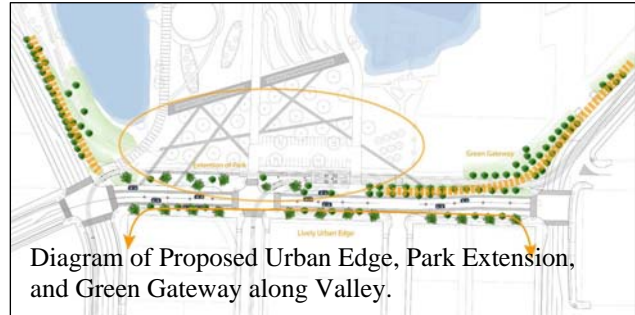 Extention of Park
Green Gateway
Lively Urban Edge
Diagram of Proposed Urban Edge, Park Extension,
and Green Gateway along Valley.